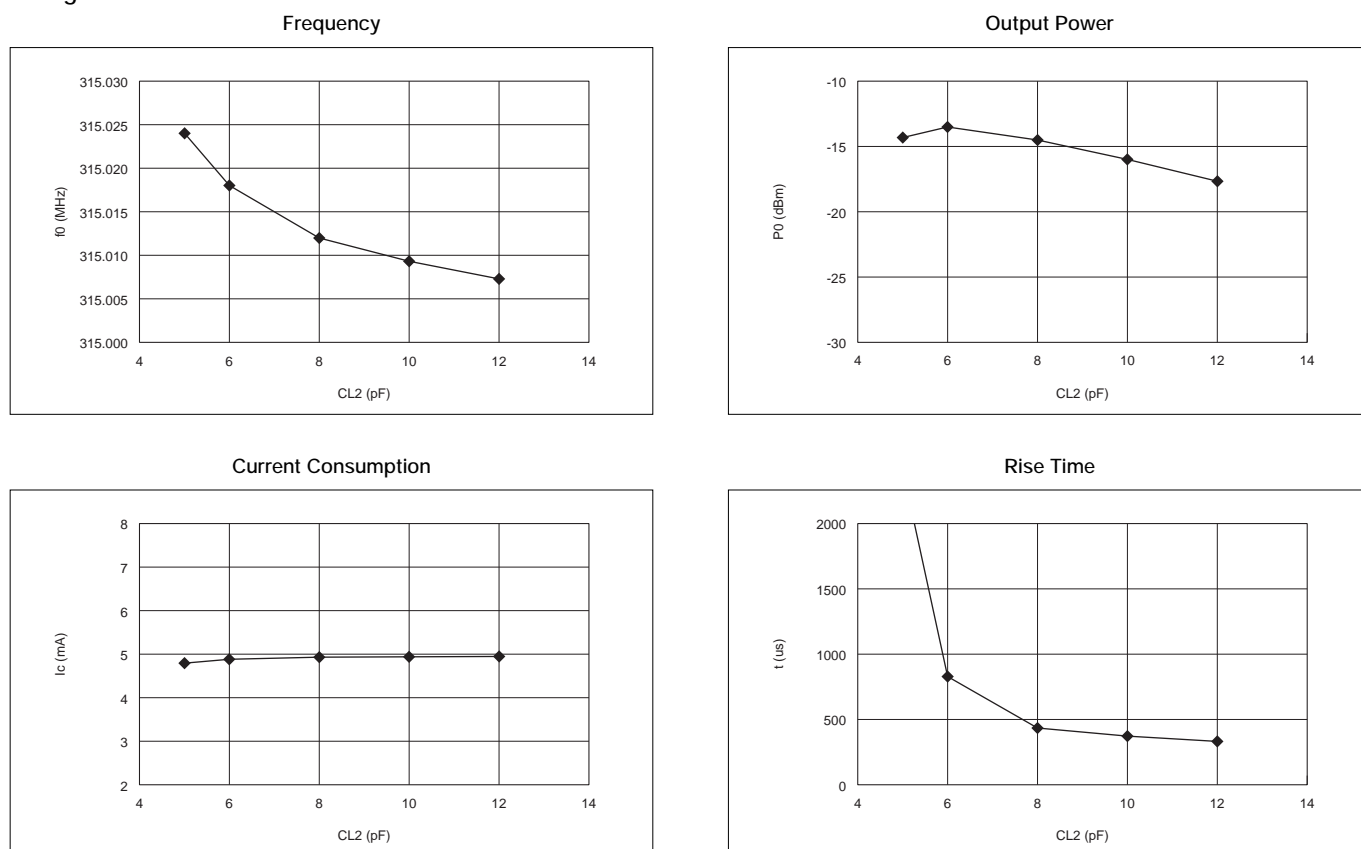 Frequency
315.030
315.025
315.020
315.015
315.010
315.005
315.000
f0 (MHz)
4 6 8 10 12 14
CL2 (pF)
Output Power
-10
-15
-20
-25
-30
P0 (dBm)
4 6 8 10 12 14
CL2 (pF)
Current Consumption
8
7
6
5
4
3
2
Ic (mA)
4 6 8 10 12 14
CL2 (pF)
Rise Time
2000
1500
1000
500
0
t (us)
4 6 8 10 12 14
CL2 (pF)